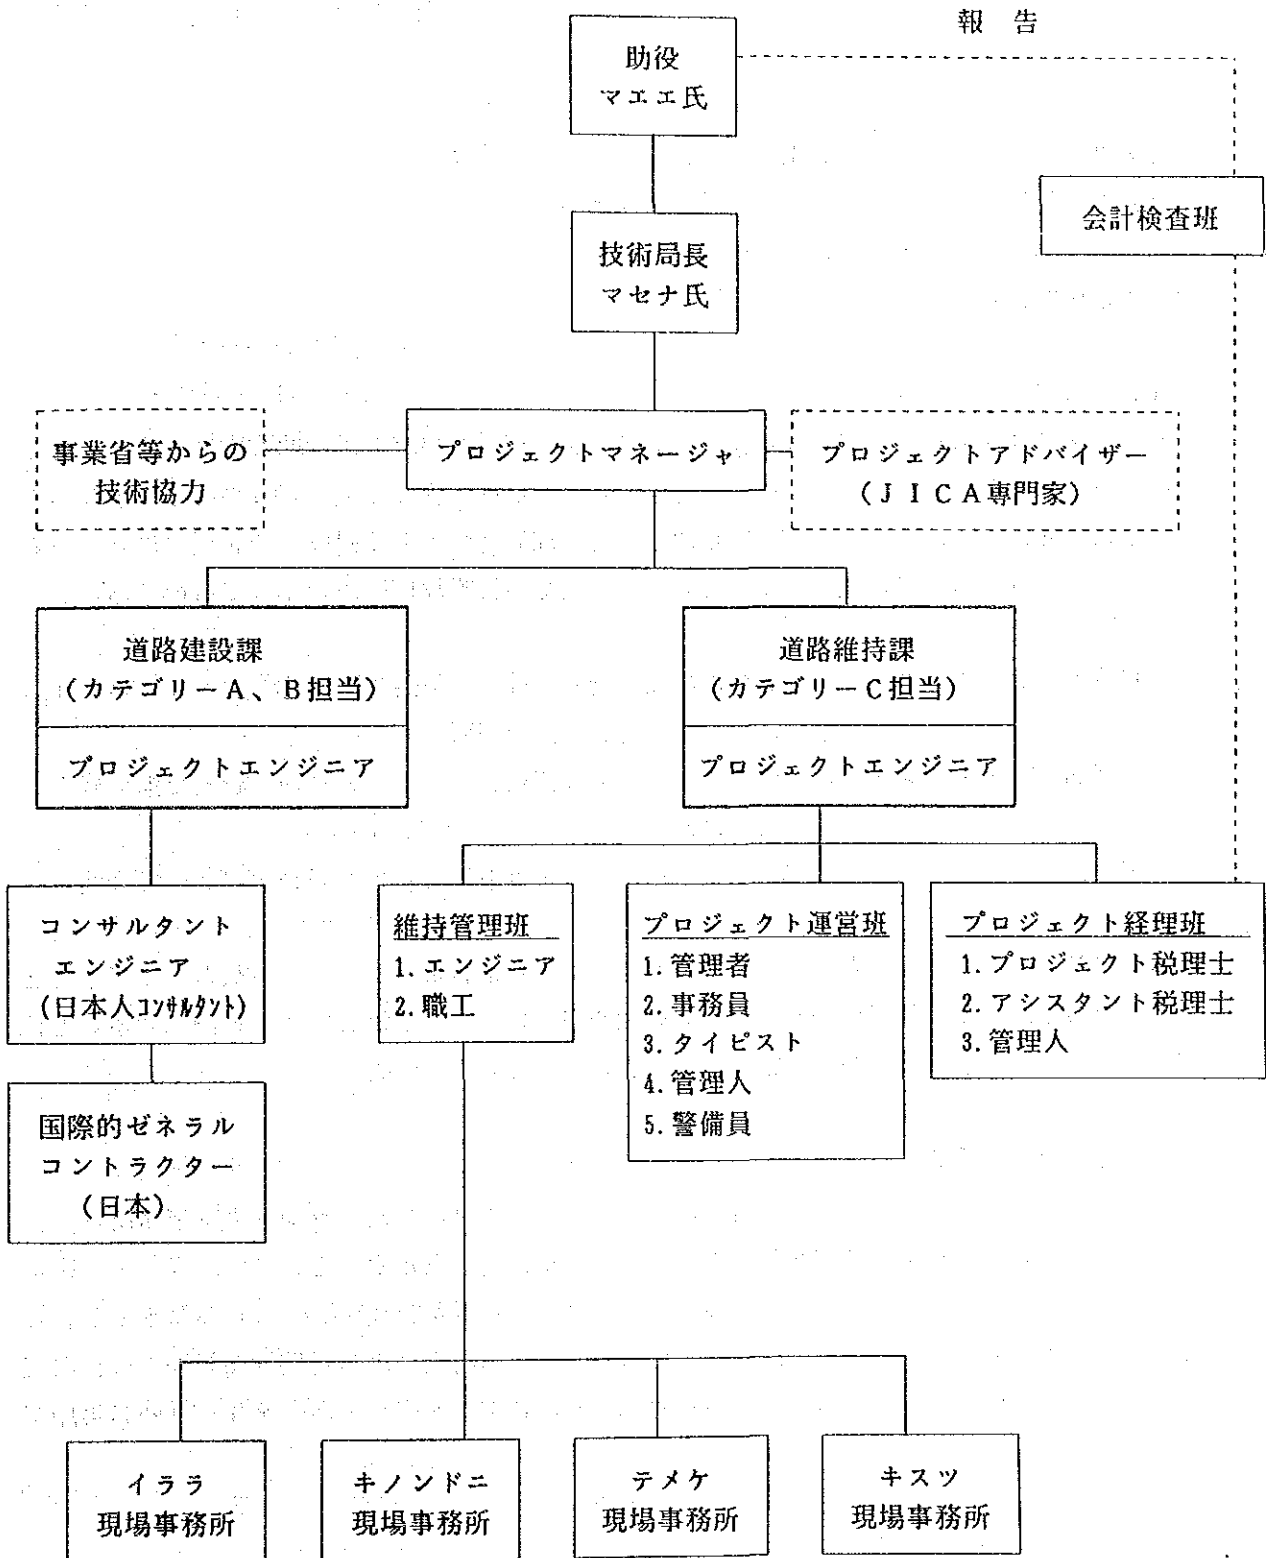 報 告
助役
マエエ氏
会計検査班
技術局長
マセナ氏
事業省等からの
技術協力
プロジェクトマネージャ
プロジェクトアドバイザー
(JICA専門家)
道路建設課
(カテゴリーA、B担当)
プロジェクトエンジニア
道路維持課
(カテゴリーC担当)
プロジェクトエンジニア
コンサルタント
エンジニア
(日本人コンサルタント)
国際的ゼネラル
コントラクター
(日本)
維持管理班
1. エンジニア
2. 職工
プロジェクト運営班
1. 管理者
2. 事務員
3. タイピスト
4. 管理人
5. 警備員
プロジェクト経理班
1. プロジェクト税理士
2. アシスタント税理士
3. 管理人
イララ
現場事務所
キノンドニ
現場事務所
テメケ
現場事務所
キスツ
現場事務所